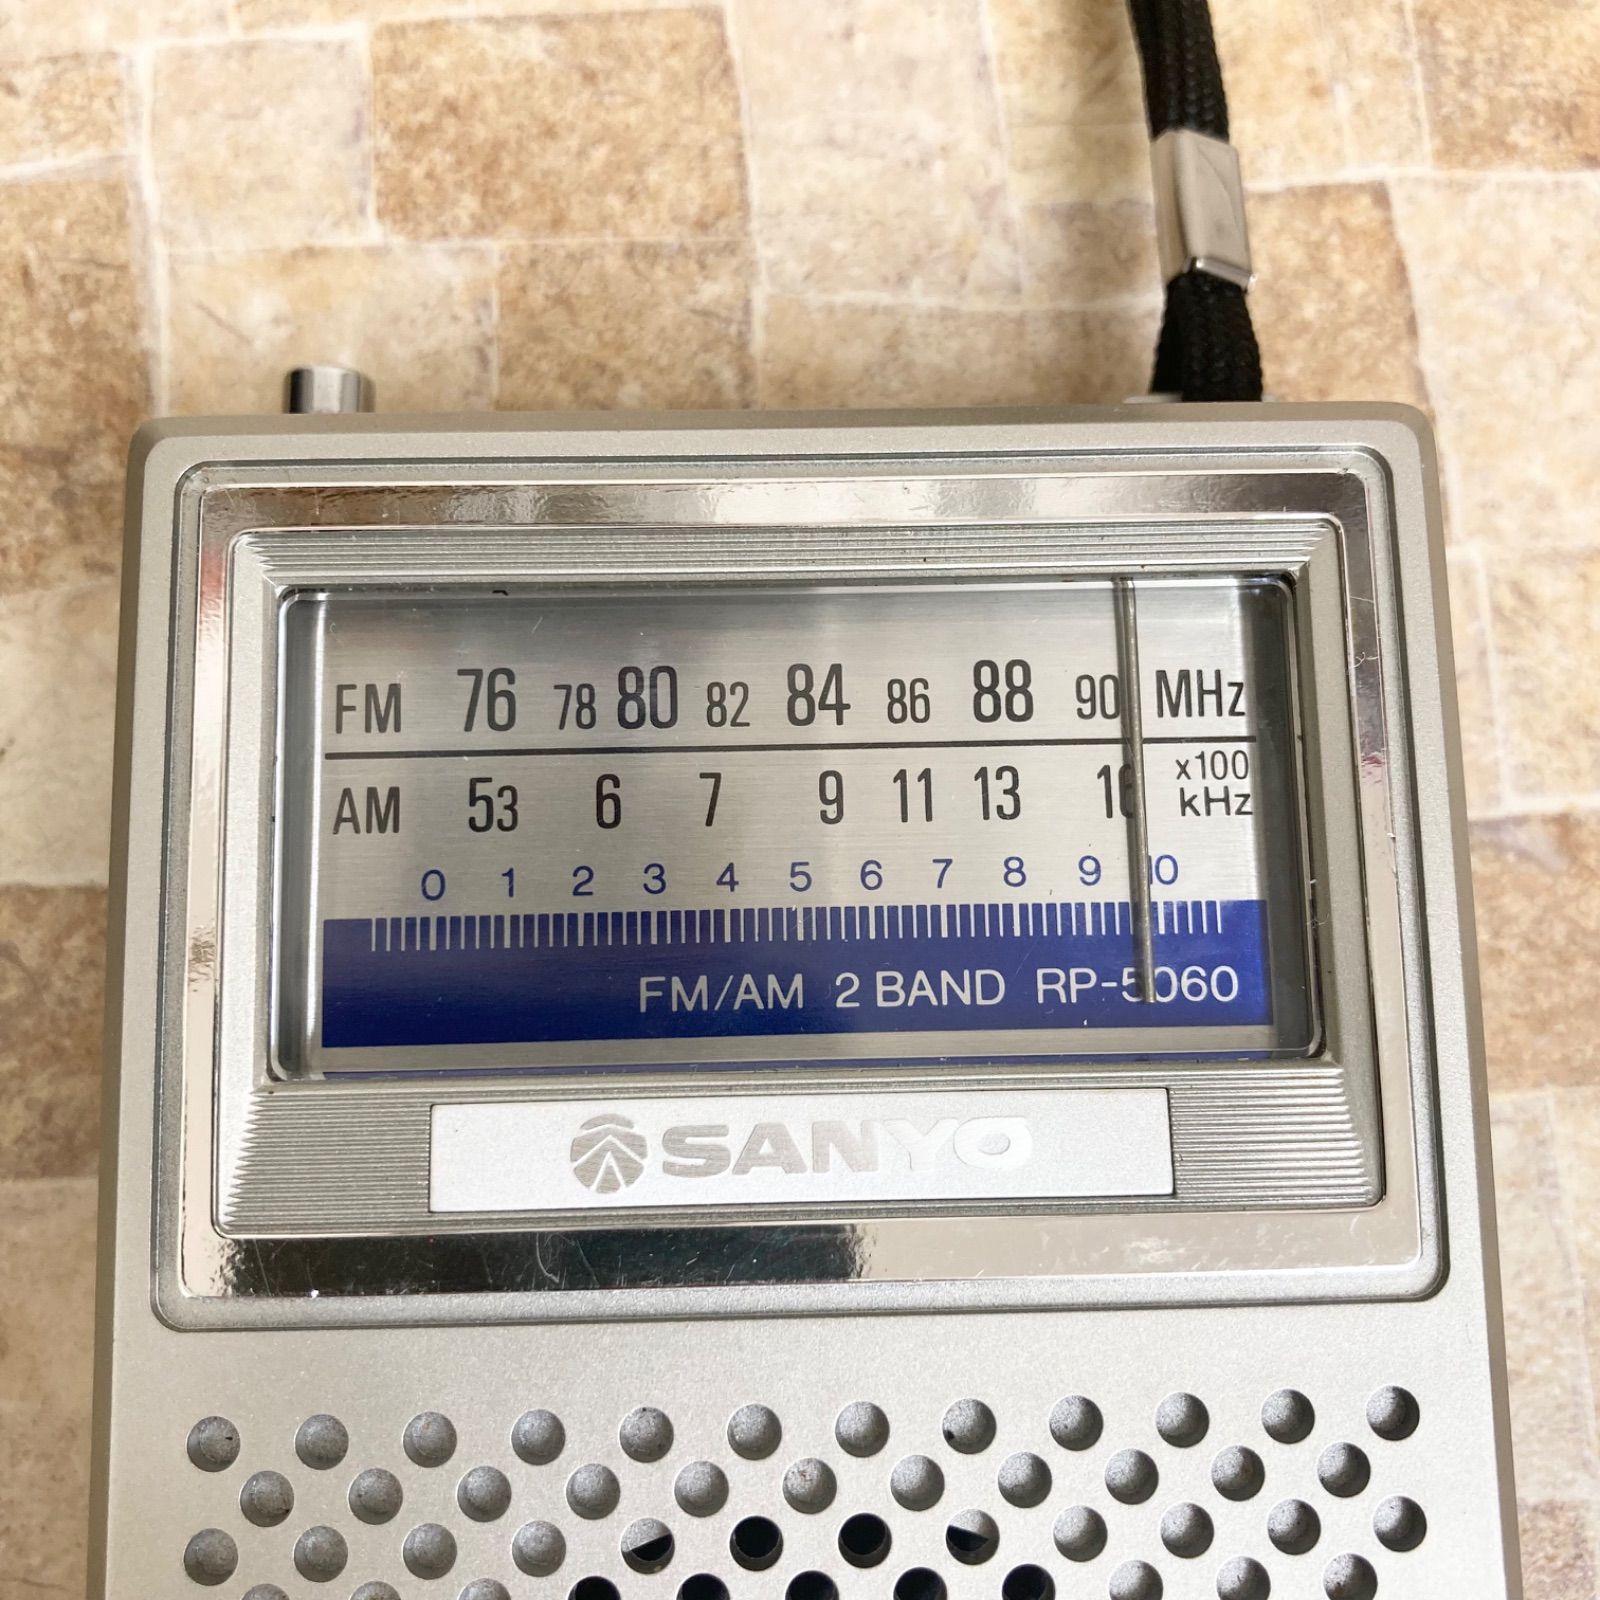 FM 76 78 80 82 84 86 88 90 MHz
AM 53 6 7 9 11 13 16 x100 kHz
0 1 2 3 4 5 6 7 8 9 10
FM/AM 2 BAND RP-5060
SANYO